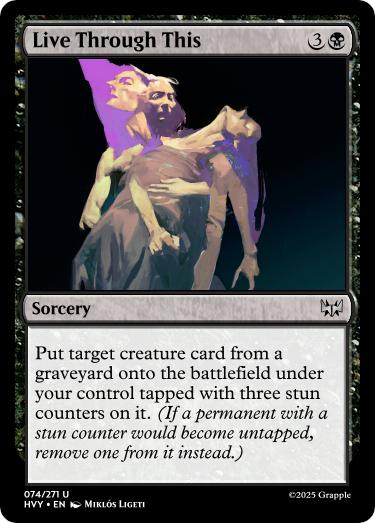 Live Through This 3
Sorcery
Put target creature card from a
graveyard onto the battlefield under
your control tapped with three stun
counters on it. (If a permanent with a
stun counter would become untapped,
remove one from it instead.)
074/271 U
HVY • EN Miklós Ligeti
©2025 Grapple